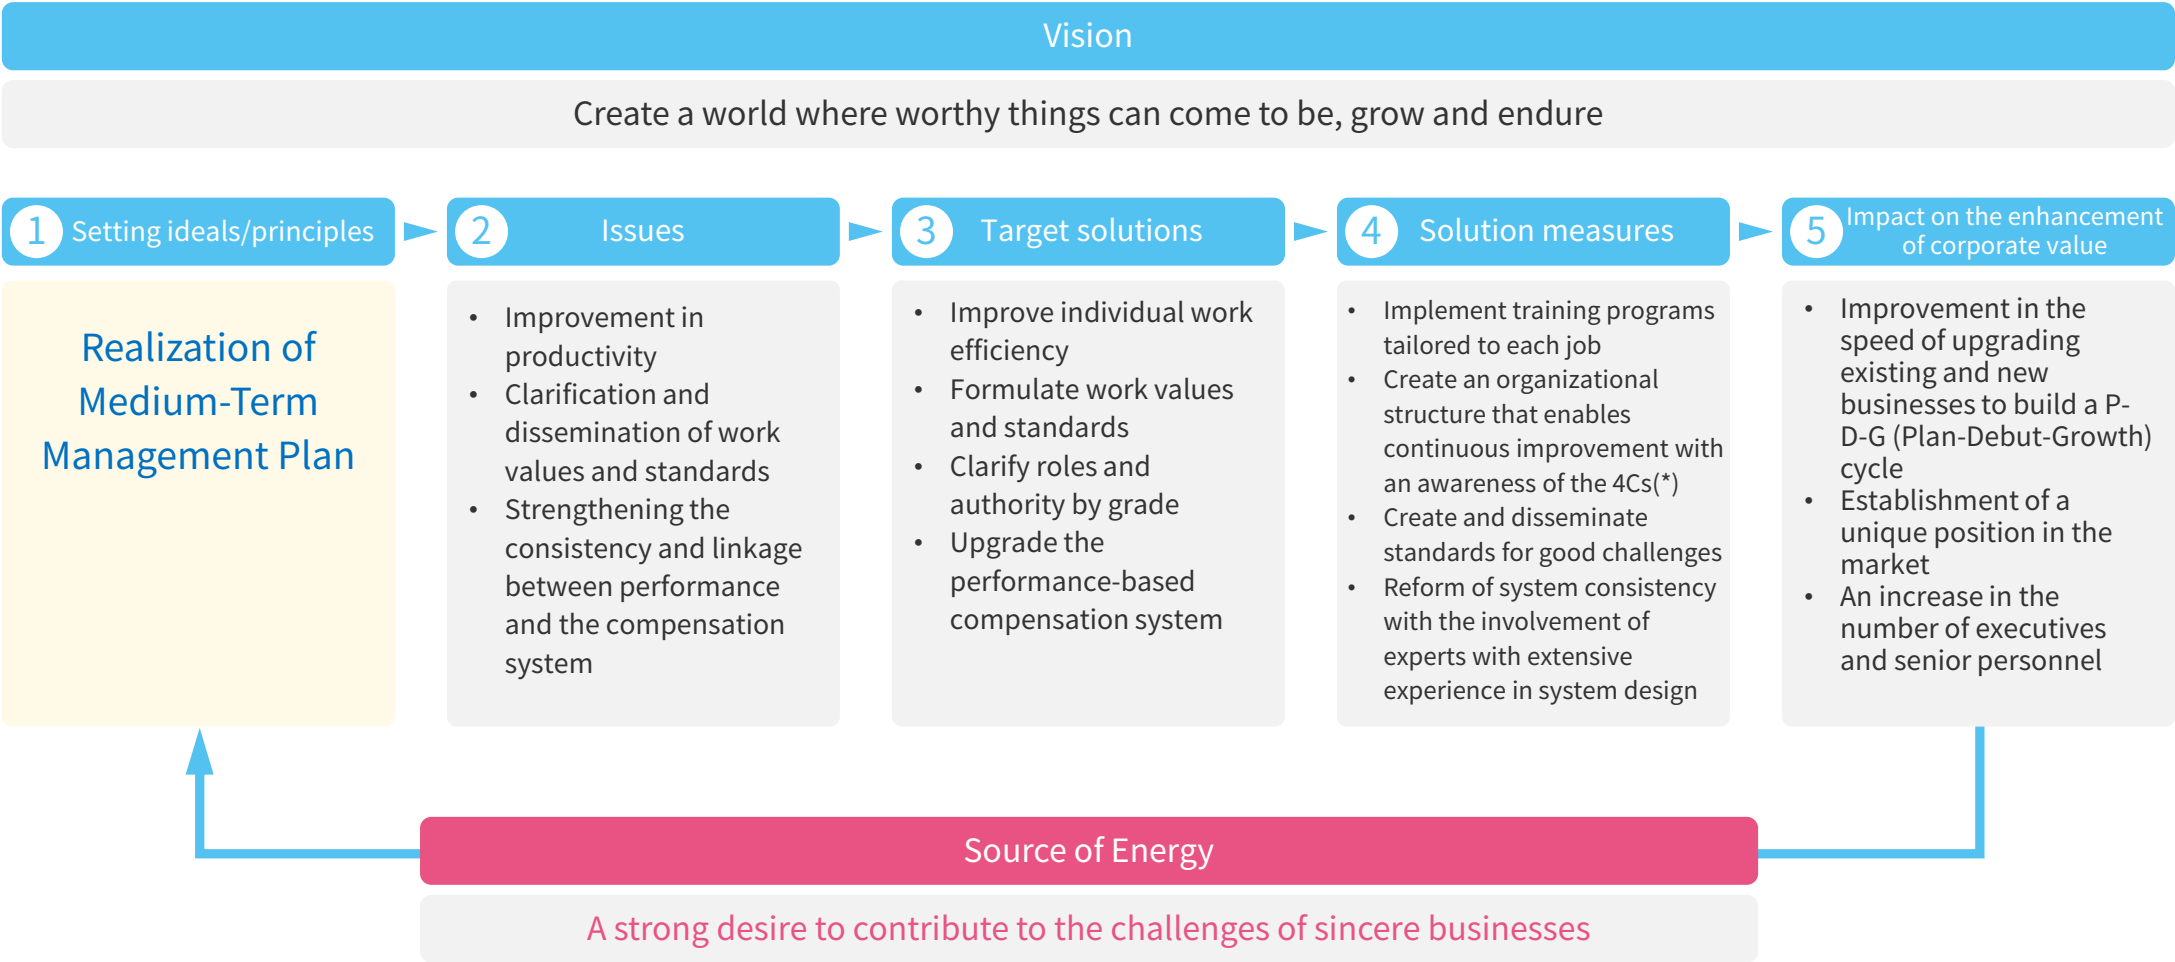 Vision
Create a world where worthy things can come to be, grow and endure
1 Setting ideals/principles
Realization of
Medium-Term
Management Plan
2 Issues
• Improvement in
productivity
• Clarification and
dissemination of work
values and standards
• Strengthening the
consistency and linkage
between performance
and the compensation
system
3 Target solutions
• Improve individual work
efficiency
• Formulate work values
and standards
• Clarify roles and
authority by grade
• Upgrade the
performance-based
compensation system
4 Solution measures
• Implement training programs
tailored to each job
• Create an organizational
structure that enables
continuous improvement with
an awareness of the 4Cs(*)
• Create and disseminate
standards for good challenges
• Reform of system consistency
with the involvement of
experts with extensive
experience in system design
5 Impact on the enhancement
of corporate value
• Improvement in the
speed of upgrading
existing and new
businesses to build a P-
D-G (Plan-Debut-Growth)
cycle
• Establishment of a
unique position in the
market
• An increase in the
number of executives
and senior personnel
Source of Energy
A strong desire to contribute to the challenges of sincere businesses